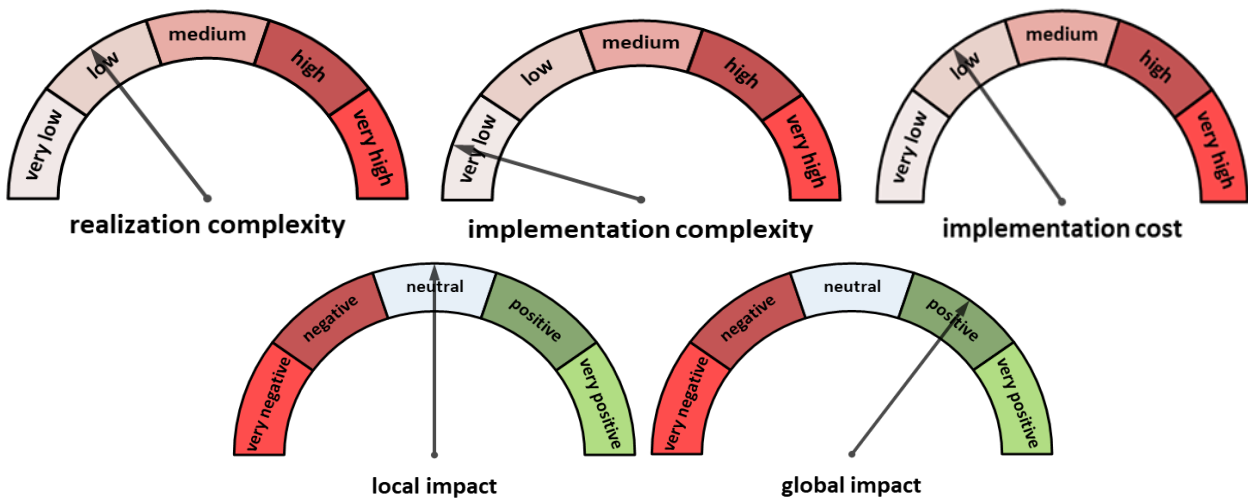 very low
low
medium
high
very high
realization complexity
very low
low
medium
high
very high
implementation complexity
very low
low
medium
high
very high
implementation cost
very negative
negative
neutral
positive
very positive
local impact
very negative
negative
neutral
positive
very positive
global impact